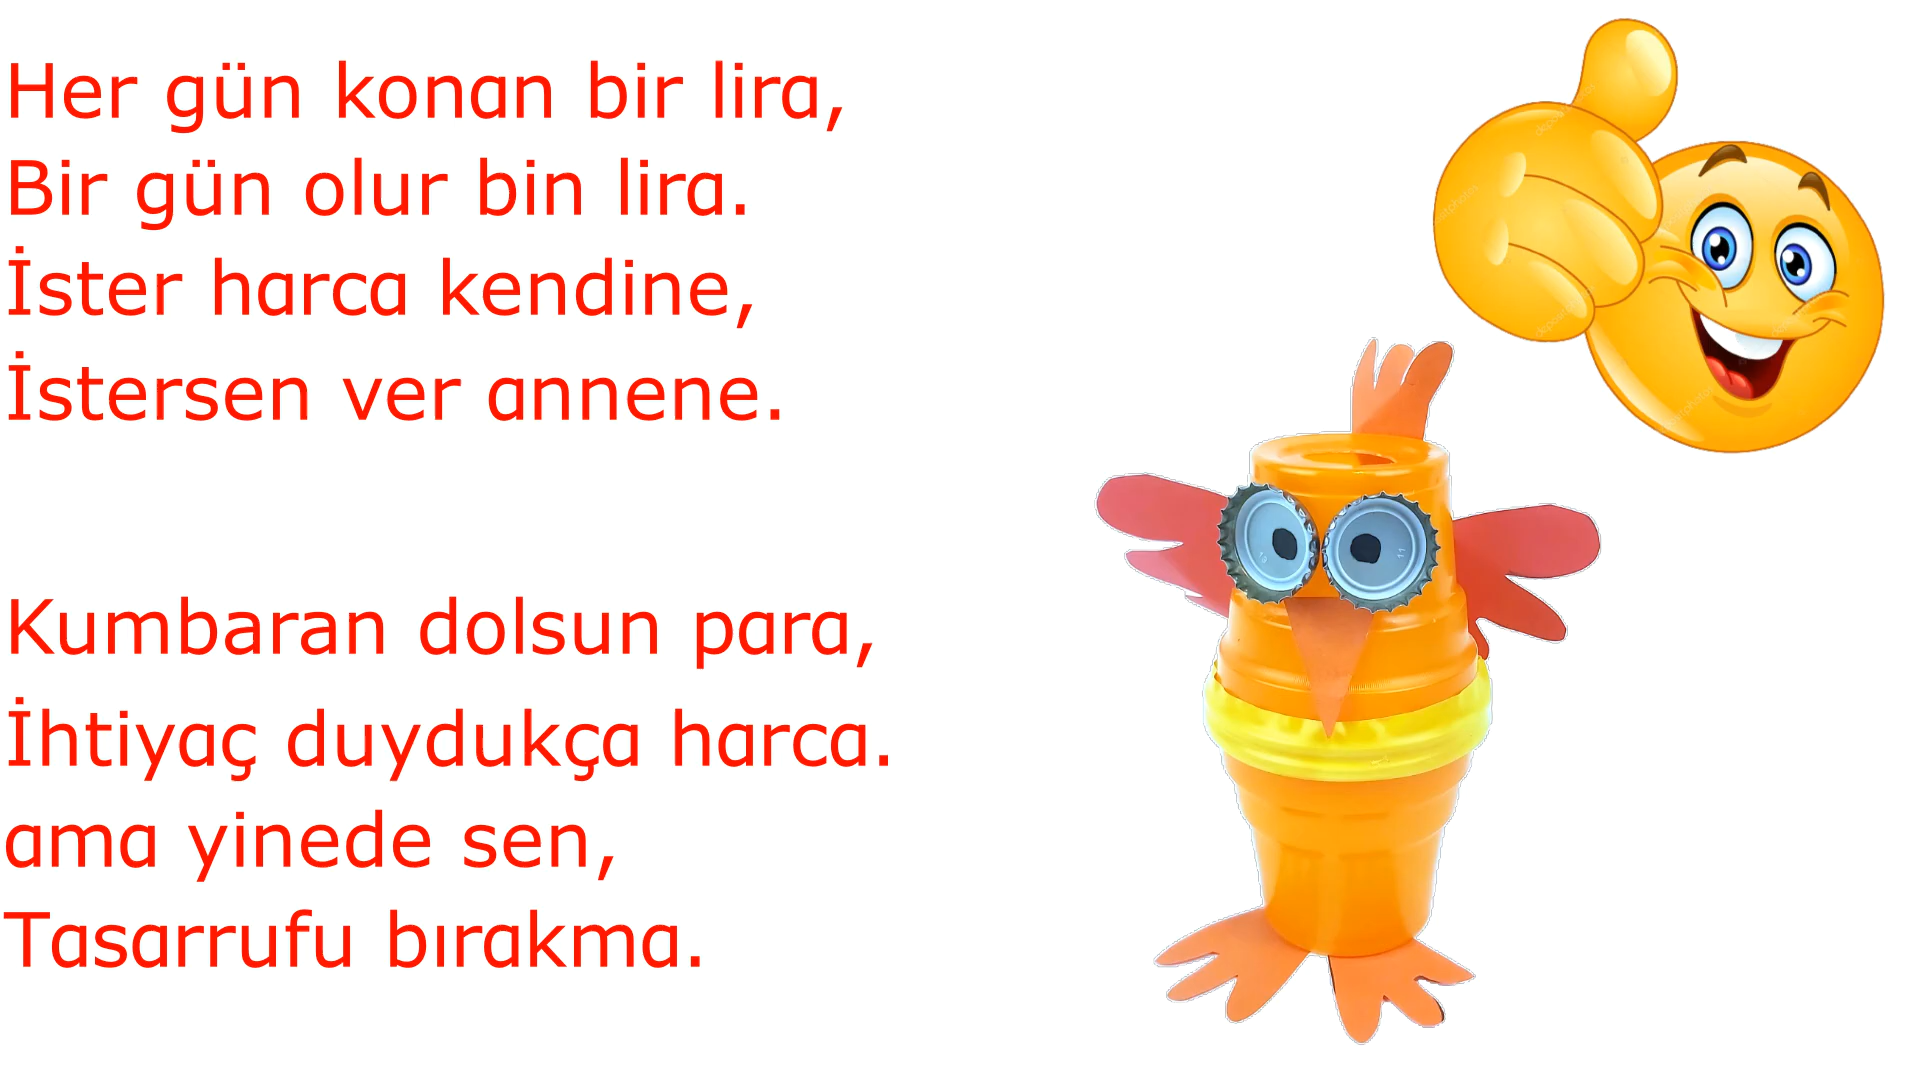 Her gün konan bir lira,
Bir gün olur bin lira.
İster harca kendine,
İstersen ver annene.
Kumbaran dolsun para,
İhtiyaç duydukça harca.
ama yinede sen,
Tasarrufu bırakma.